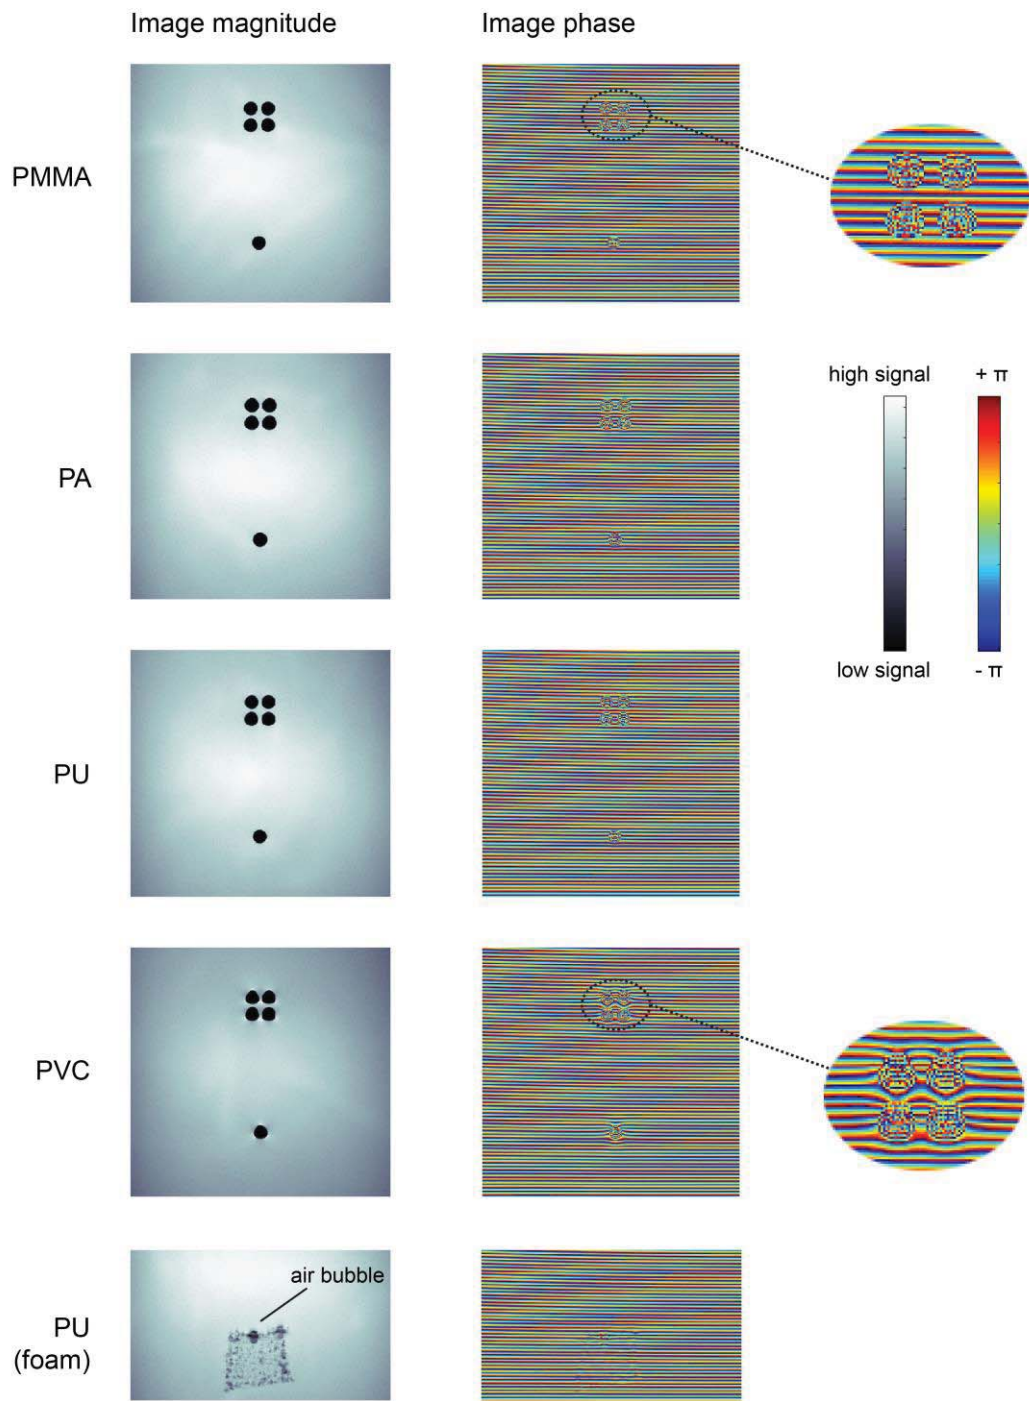 Image magnitude
Image phase
PMMA
high signal
+ π
PA
low signal
- π
PU
PVC
air bubble
PU
(foam)